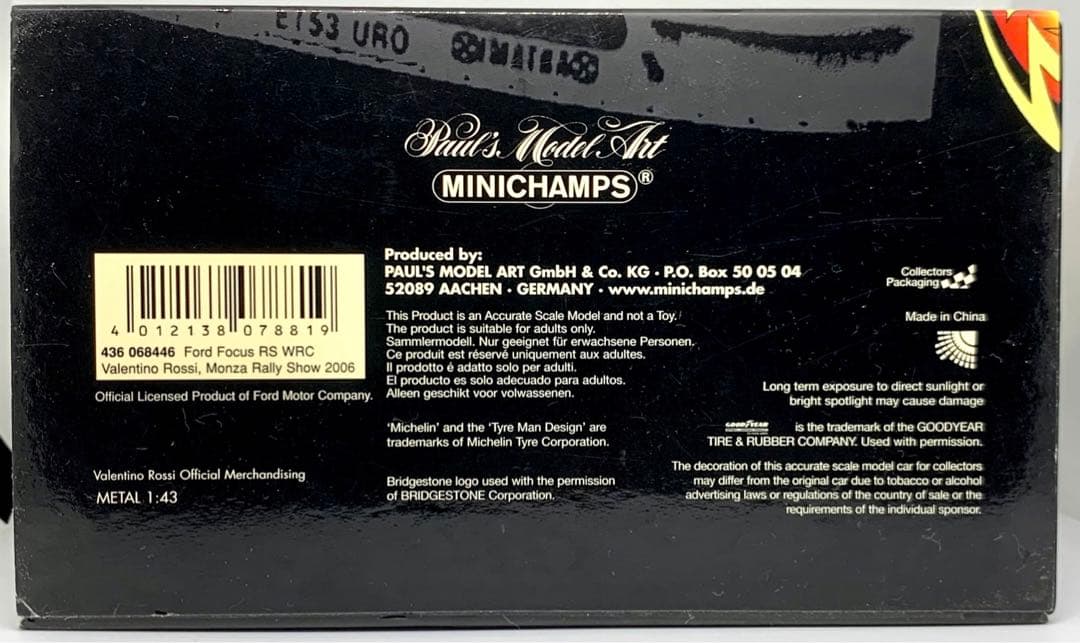 Paul's Model Art
MINICHAMPS®
4 012138 078819
436 068446 Ford Focus RS WRC
Valentino Rossi, Monza Rally Show 2006
Official Licensed Product of Ford Motor Company.
Valentino Rossi Official Merchandising
METAL 1:43
Produced by:
PAUL'S MODEL ART GmbH & Co. KG · P.O. Box 50 05 04
52089 AACHEN · GERMANY · www.minichamps.de
This Product is an Accurate Scale Model and not a Toy.
The product is suitable for adults only.
Sammlermodell. Nur geeignet für erwachsene Personen.
Ce produit est réservé uniquement aux adultes.
Il prodotto é adatto solo per adulti.
El producto es solo adecuado para adultos.
Alleen geschikt voor volwassenen.
'Michelin' and the 'Tyre Man Design' are
trademarks of Michelin Tyre Corporation.
Bridgestone logo used with the permission
of BRIDGESTONE Corporation.
Collectors
Packaging
Made in China
Long term exposure to direct sunlight or
bright spotlight may cause damage
GOODYEAR is the trademark of the GOODYEAR
TIRE & RUBBER COMPANY. Used with permission.
The decoration of this accurate scale model car for collectors
may differ from the original car due to tobacco or alcohol
advertising laws or regulations of the country of sale or the
requirements of the individual sponsor.